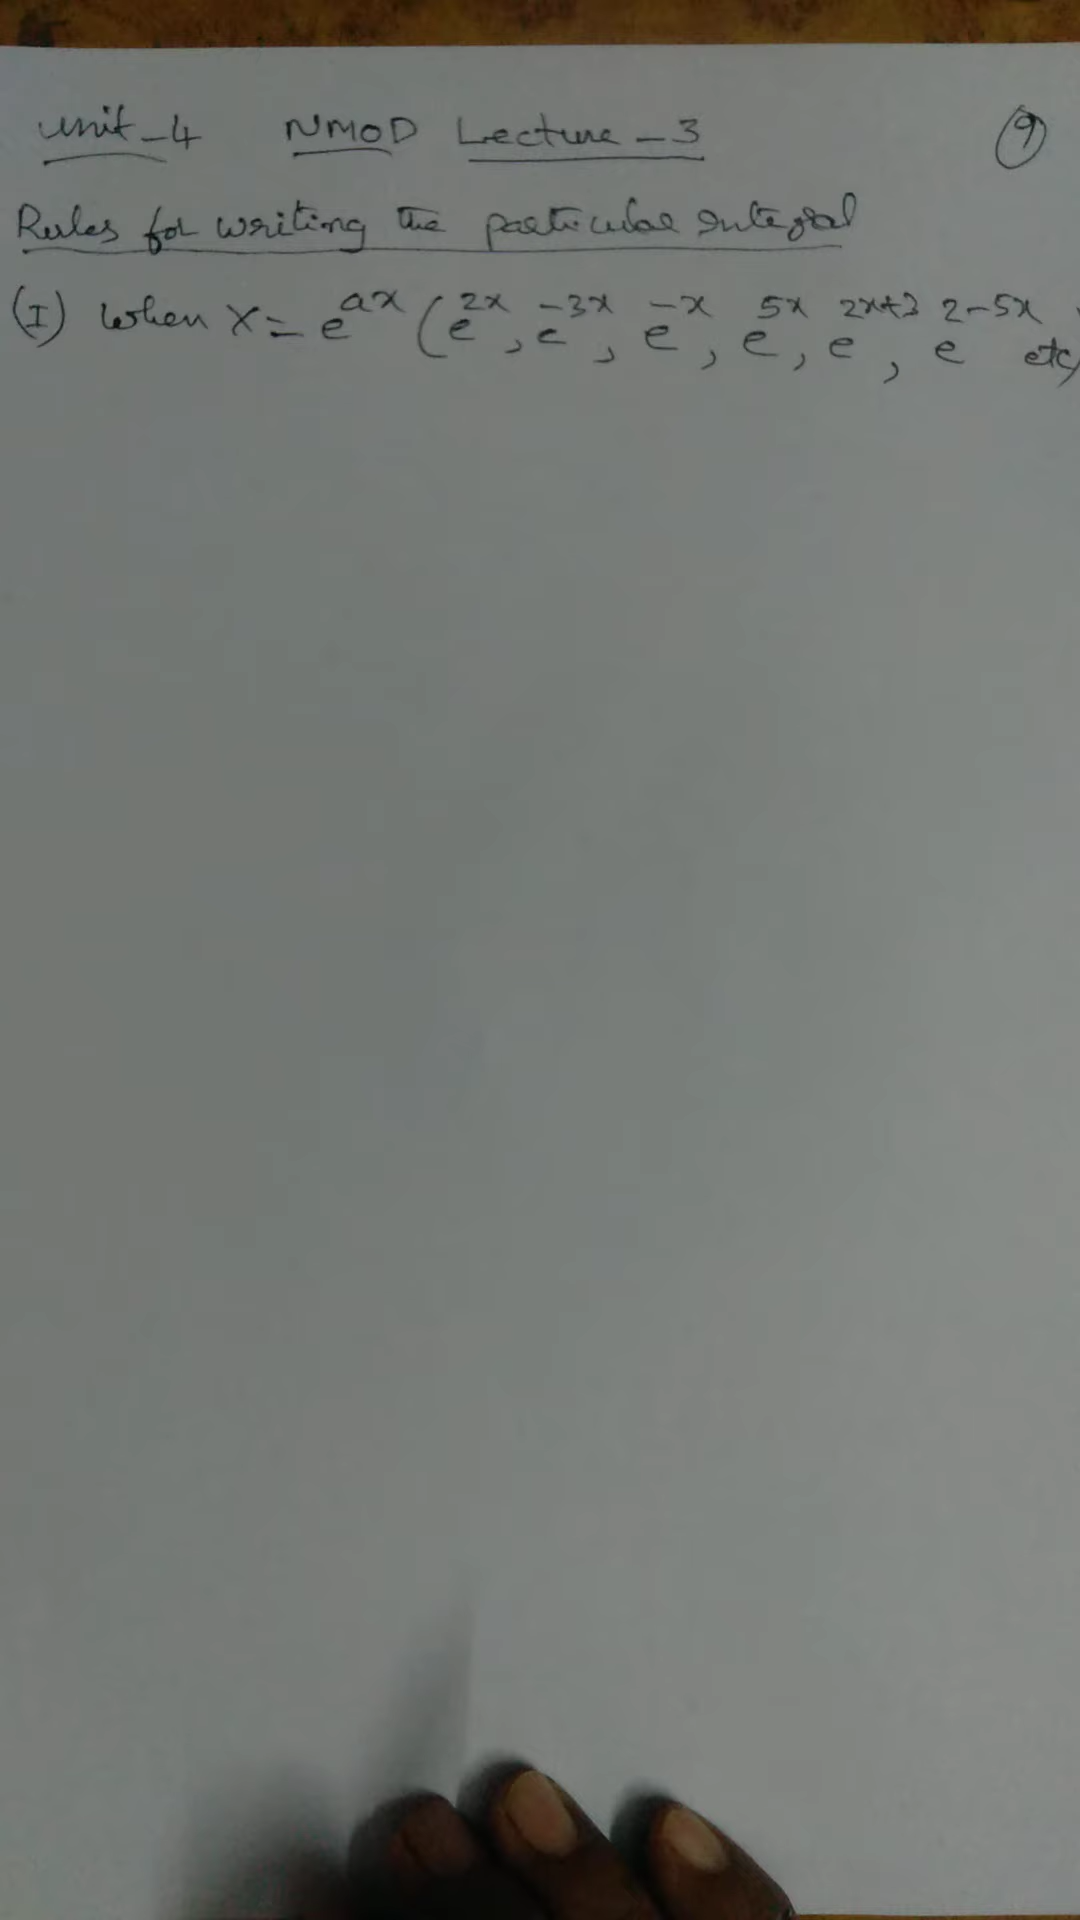 Unit-4 NMOD Lecture-3 9
Rules for writing the particular Integral
(I) When X = e^{ax} (e^{2x}, e^{-3x}, e^{-x}, e^{5x}, e^{2x+3}, e^{2-5x} etc)